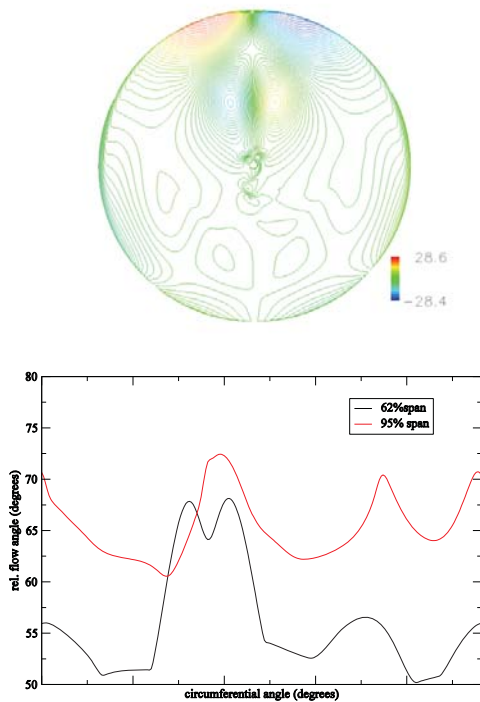 28.6
-28.4
80
75
70
65
60
55
50
rel. flow angle (degrees)
62%span
95% span
circumferential angle (degrees)